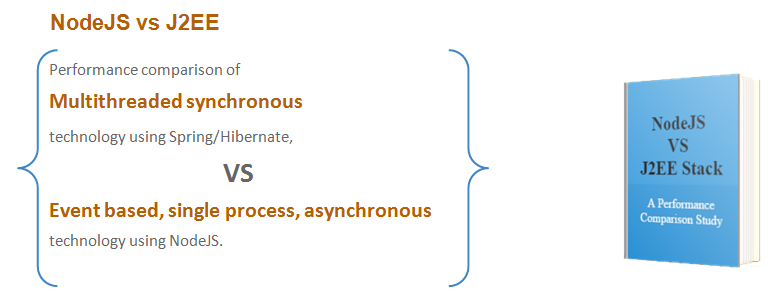 NodeJS vs J2EE
Performance comparison of
Multithreaded synchronous
technology using Spring/Hibernate,
VS
Event based, single process, asynchronous
technology using NodeJS.
NodeJS
VS
J2EE Stack
A Performance
Comparison Study